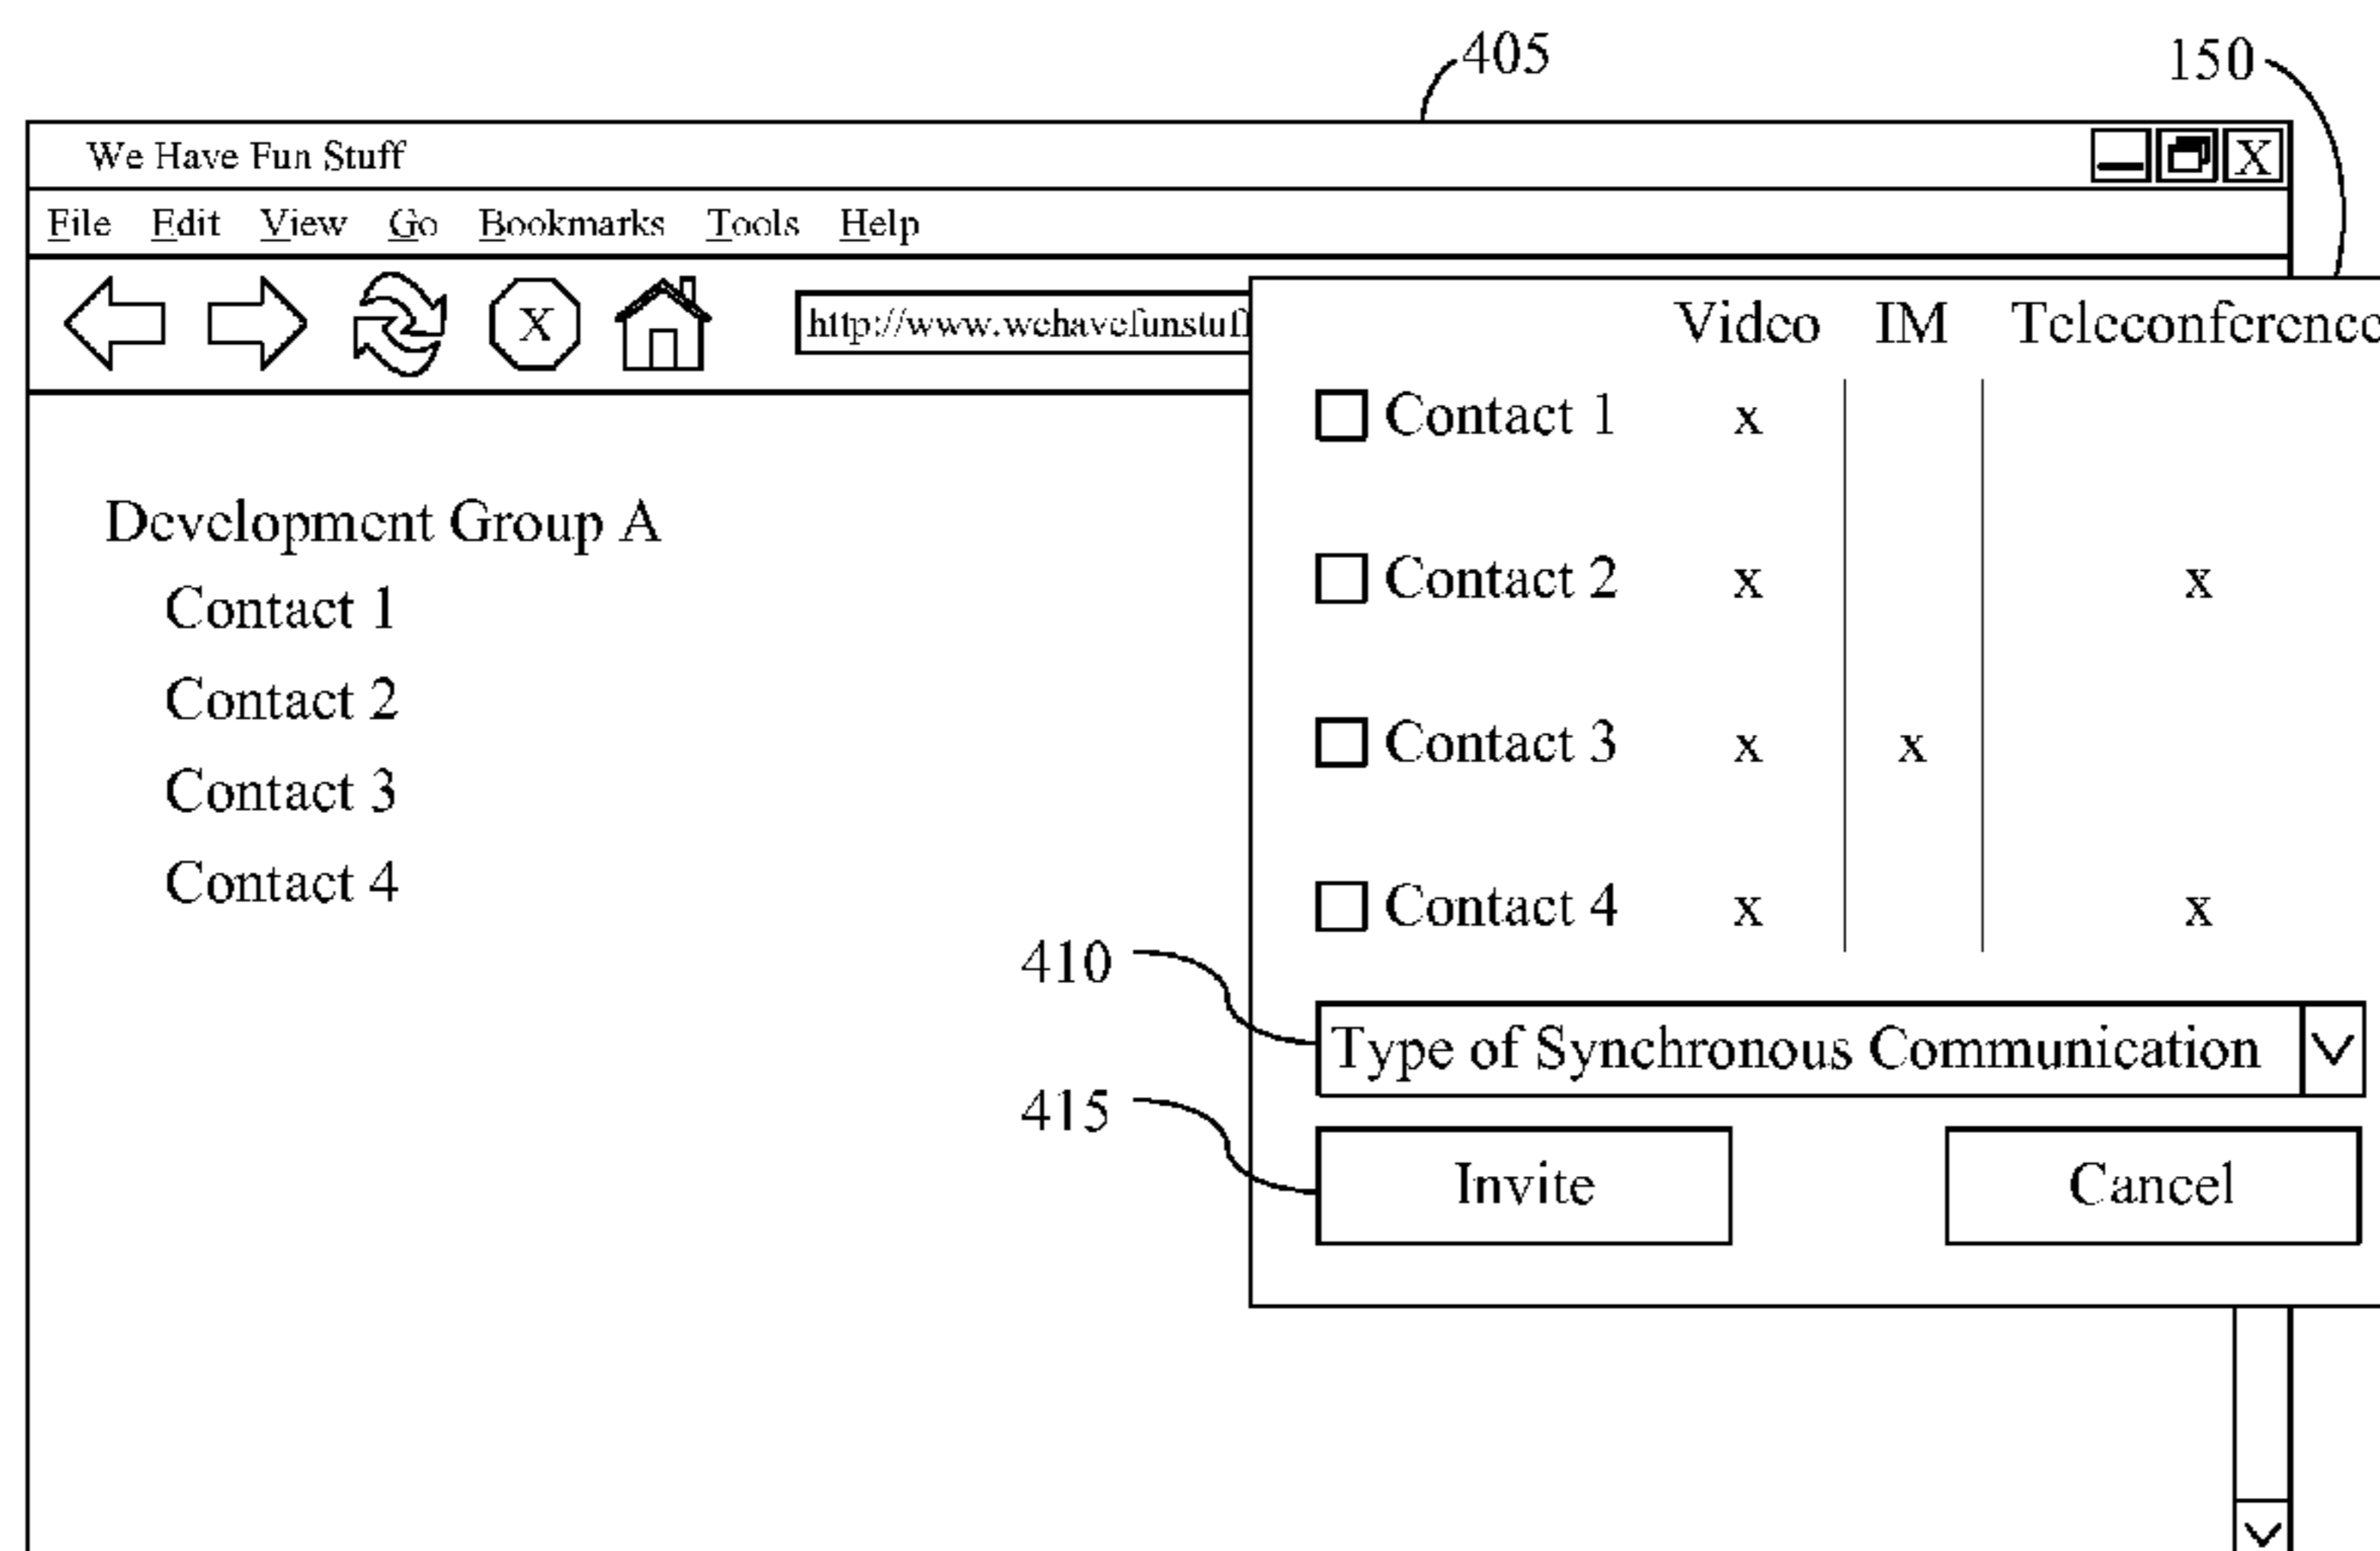 405
150
We Have Fun Stuff
X
File Edit View Go Bookmarks Tools Help
X
http://www.wehavefunstuff
Video IM Teleconference
Contact 1 x
Contact 2 x x
Contact 3 x x
Contact 4 x x
Development Group A
Contact 1
Contact 2
Contact 3
Contact 4
410
Type of Synchronous Communication
415
Invite
Cancel